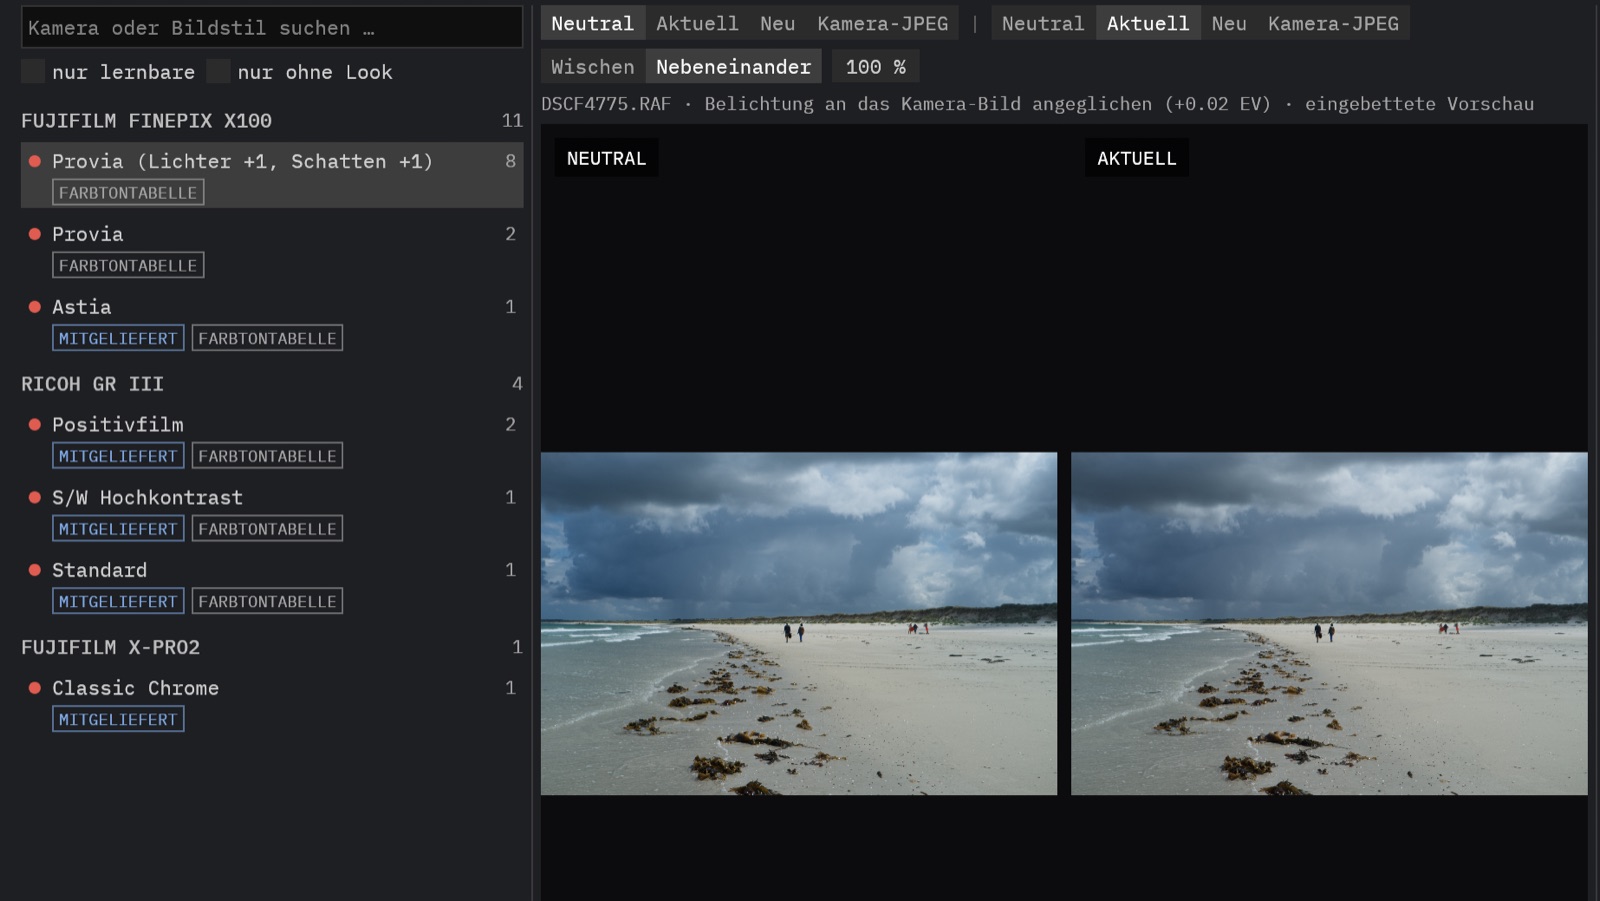 Kamera oder Bildstil suchen …
nur lernbare nur ohne Look
FUJIFILM FINEPIX X100 11
Provia (Lichter +1, Schatten +1) 8
FARBTONTABELLE
Provia 2
FARBTONTABELLE
Astia 1
MITGELIEFERT FARBTONTABELLE
RICOH GR III 4
Positivfilm 2
MITGELIEFERT FARBTONTABELLE
S/W Hochkontrast 1
MITGELIEFERT FARBTONTABELLE
Standard 1
MITGELIEFERT FARBTONTABELLE
FUJIFILM X-PRO2 1
Classic Chrome 1
MITGELIEFERT
Neutral Aktuell Neu Kamera-JPEG | Neutral Aktuell Neu Kamera-JPEG
Wischen Nebeneinander 100 %
DSCF4775.RAF · Belichtung an das Kamera-Bild angeglichen (+0.02 EV) · eingebettete Vorschau
NEUTRAL AKTUELL